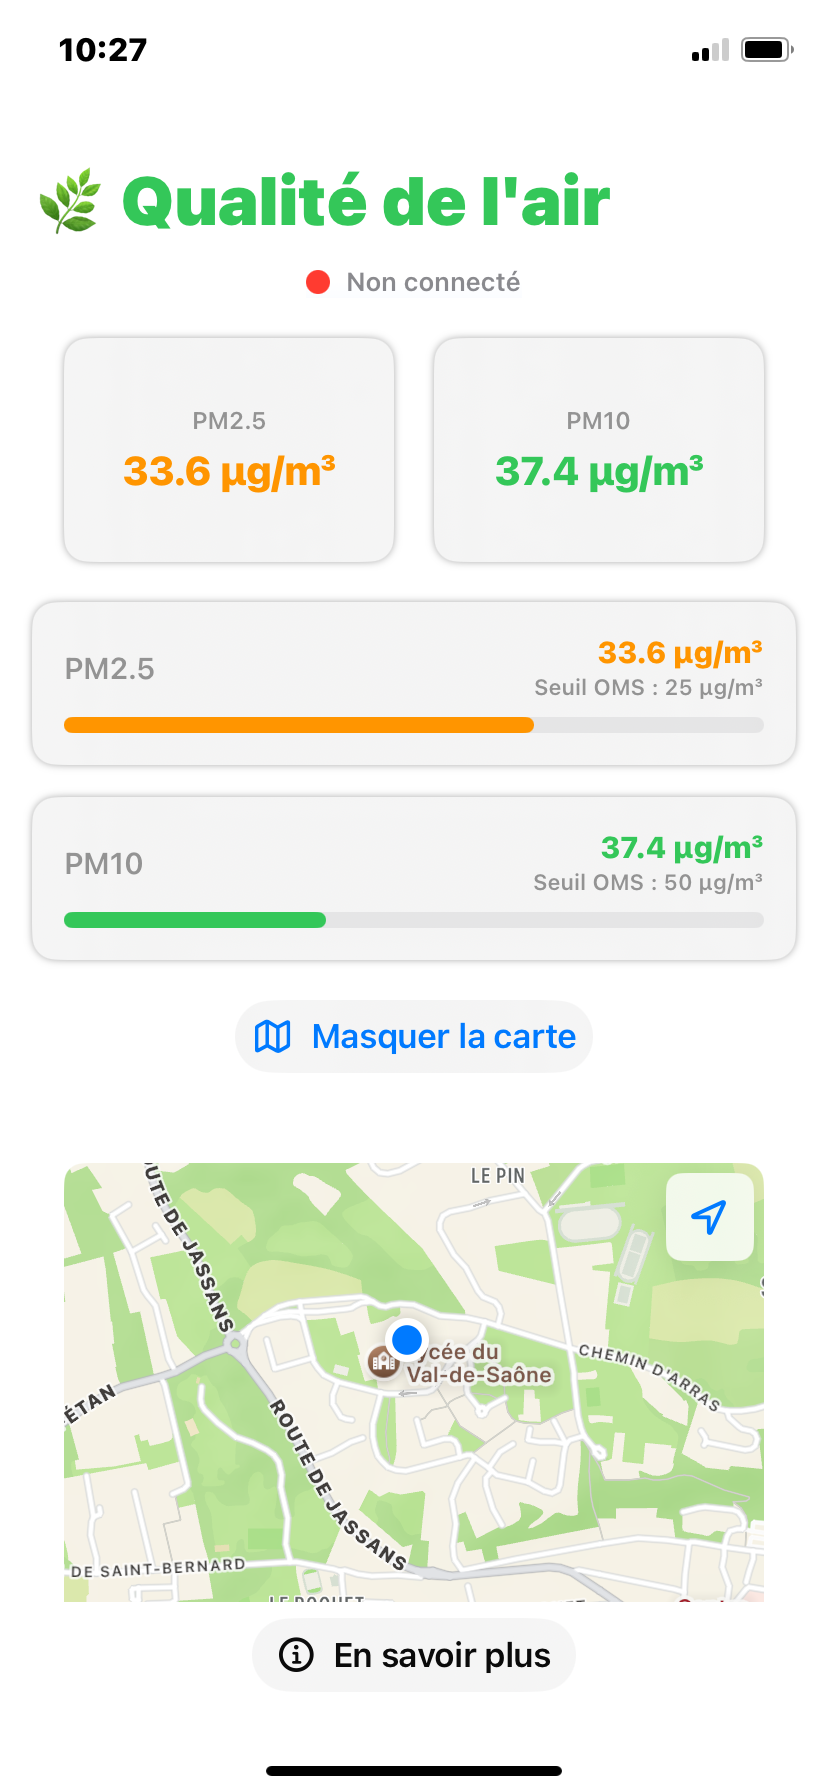 10:27
Qualité de l'air
Non connecté
PM2.5
33.6 µg/m³
PM10
37.4 µg/m³
PM2.5
33.6 µg/m³
Seuil OMS : 25 µg/m³
PM10
37.4 µg/m³
Seuil OMS : 50 µg/m³
Masquer la carte
LE PIN
UTE DE JASSANS
ycée du
Val-de-Saône
CHEMIN D'ARRAS
ÉTAN
ROUTE DE JASSANS
DE SAINT-BERNARD
En savoir plus